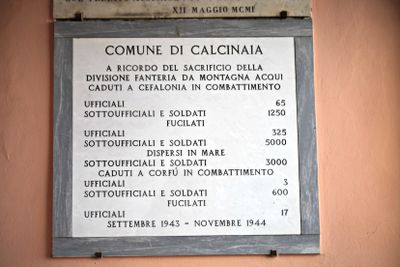 XII MAGGIO MCMI
COMUNE DI CALCINAIA
A RICORDO DEL SACRIFICIO DELLA
DIVISIONE FANTERIA DA MONTAGNA ACQUI
CADUTI A CEFALONIA IN COMBATTIMENTO
UFFICIALI 65
SOTTOUFFICIALI E SOLDATI 1250
FUCILATI
UFFICIALI 325
SOTTOUFFICIALI E SOLDATI 5000
DISPERSI IN MARE
SOTTOUFFICIALI E SOLDATI 3000
CADUTI A CORFÚ IN COMBATTIMENTO
UFFICIALI 3
SOTTOUFFICIALI E SOLDATI 600
FUCILATI
UFFICIALI 17
SETTEMBRE 1943 - NOVEMBRE 1944